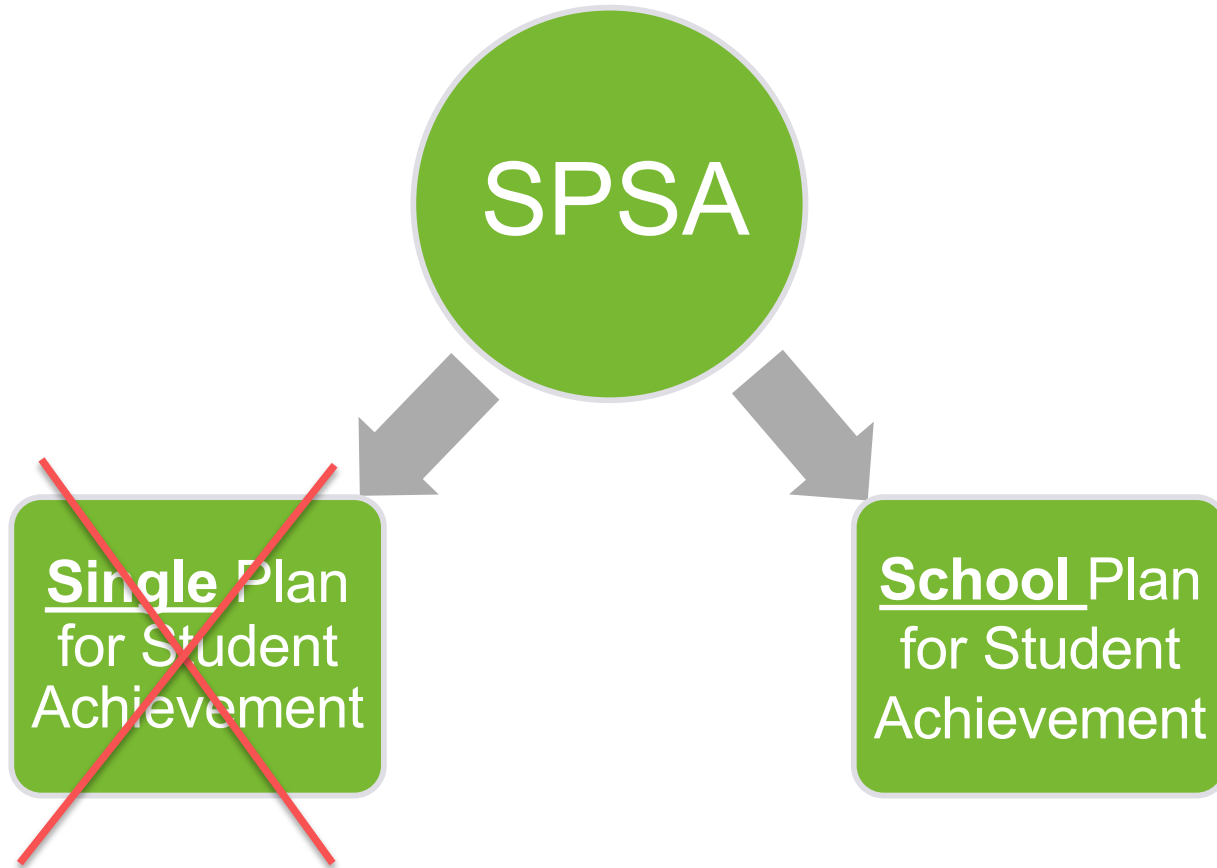 SPSA
Single Plan
for Student
Achievement
School Plan
for Student
Achievement